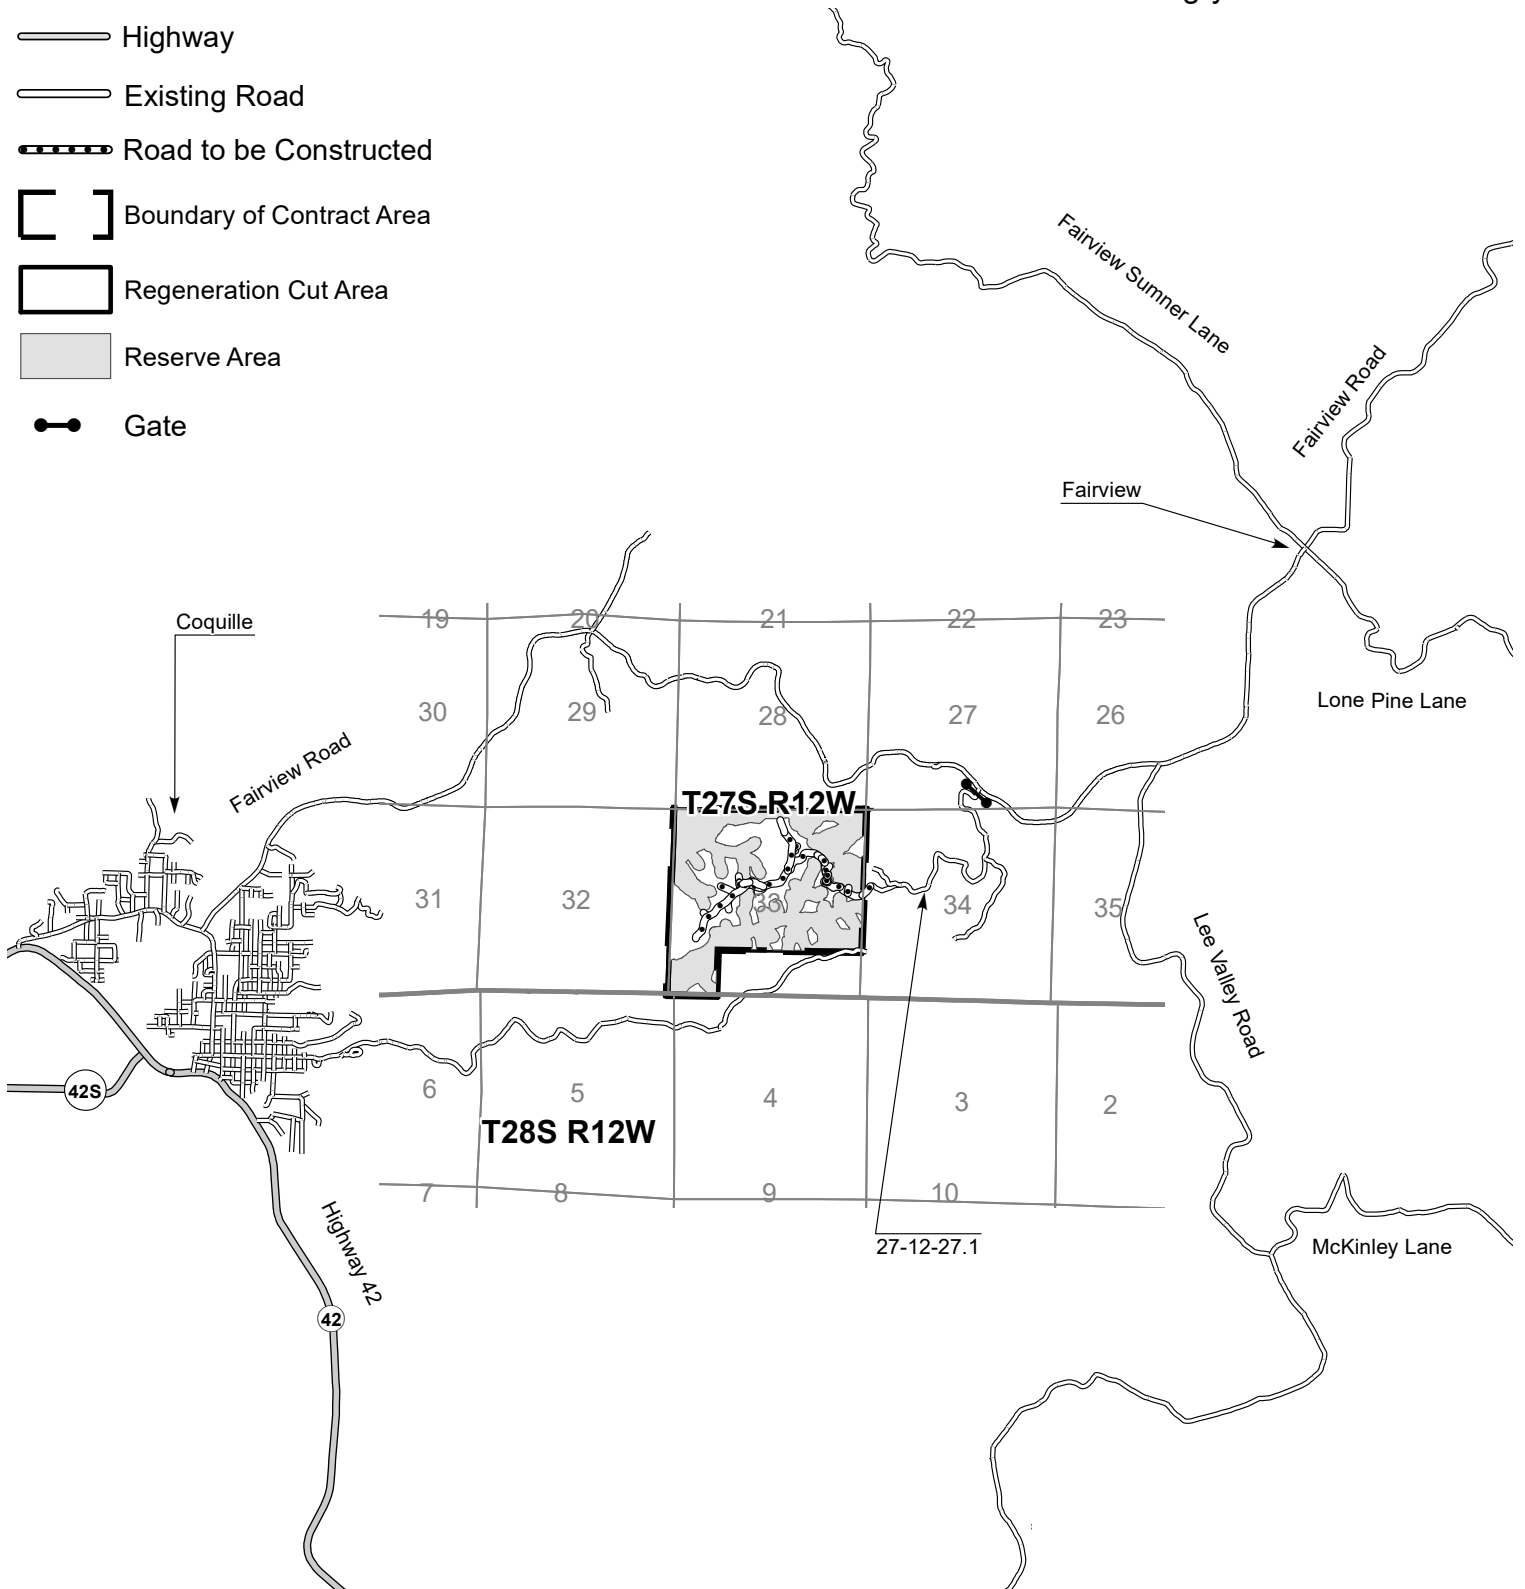 Highway
Existing Road
Road to be Constructed
Boundary of Contract Area
Regeneration Cut Area
Reserve Area
Gate
Fairview Sumner Lane
Fairview Road
Fairview
Coquille
19
20
21
22
23
Lone Pine Lane
30
29
28
27
26
Fairview Road
T27S R12W
31
32
33
34
35
Lee Valley Road
42S
6
5
4
3
2
T28S R12W
7
8
9
10
Highway 42
27-12-27.1
McKinley Lane
42